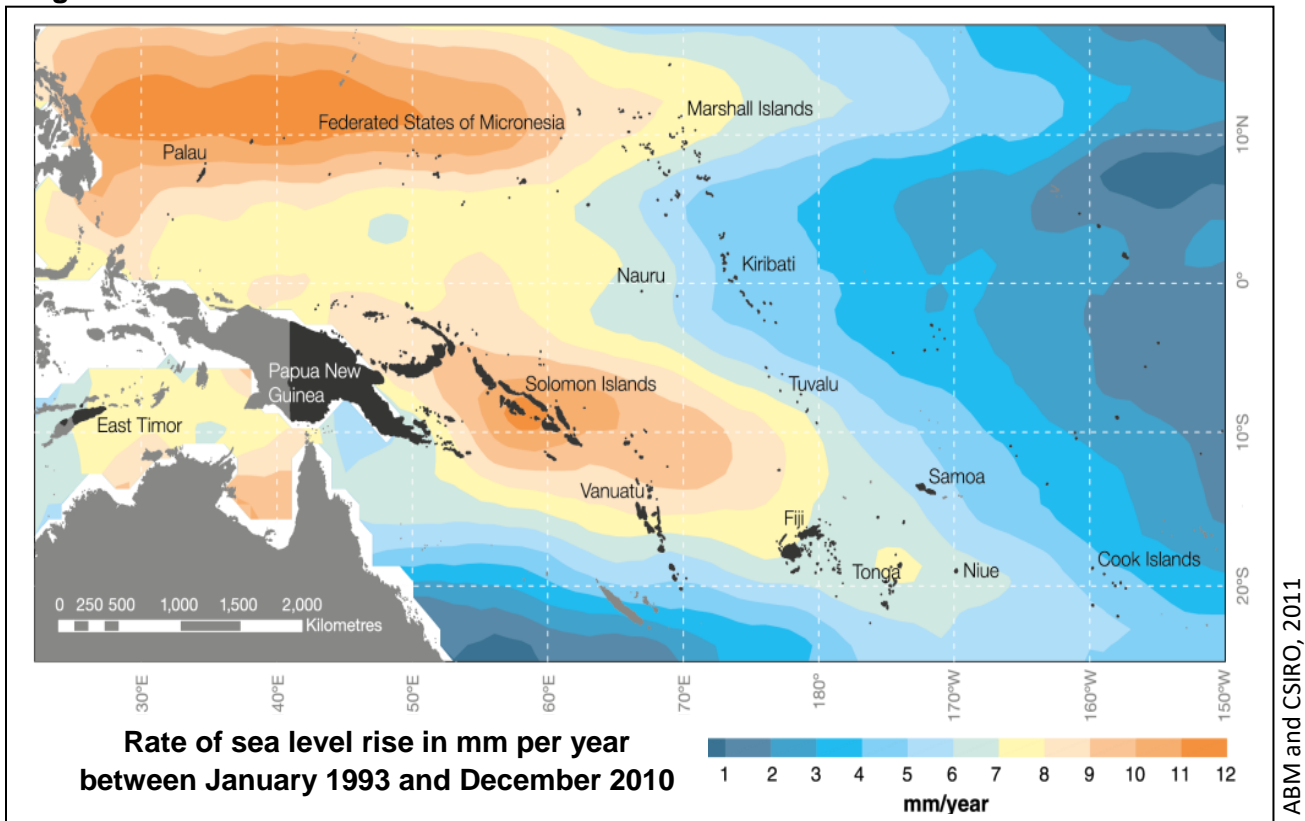 Federated States of Micronesia
Marshall Islands
Palau
10°N
Nauru
Kiribati
0°
Papua New
Guinea
Solomon Islands
Tuvalu
East Timor
10°S
Vanuatu
Samoa
Fiji
Tonga
Niue
Cook Islands
20°S
0 250 500 1,000 1,500 2,000
Kilometres
30°E 40°E 50°E 60°E 70°E 180° 170°W 160°W 150°W
Rate of sea level rise in mm per year
between January 1993 and December 2010
1 2 3 4 5 6 7 8 9 10 11 12
mm/year
ABM and CSIRO, 2011